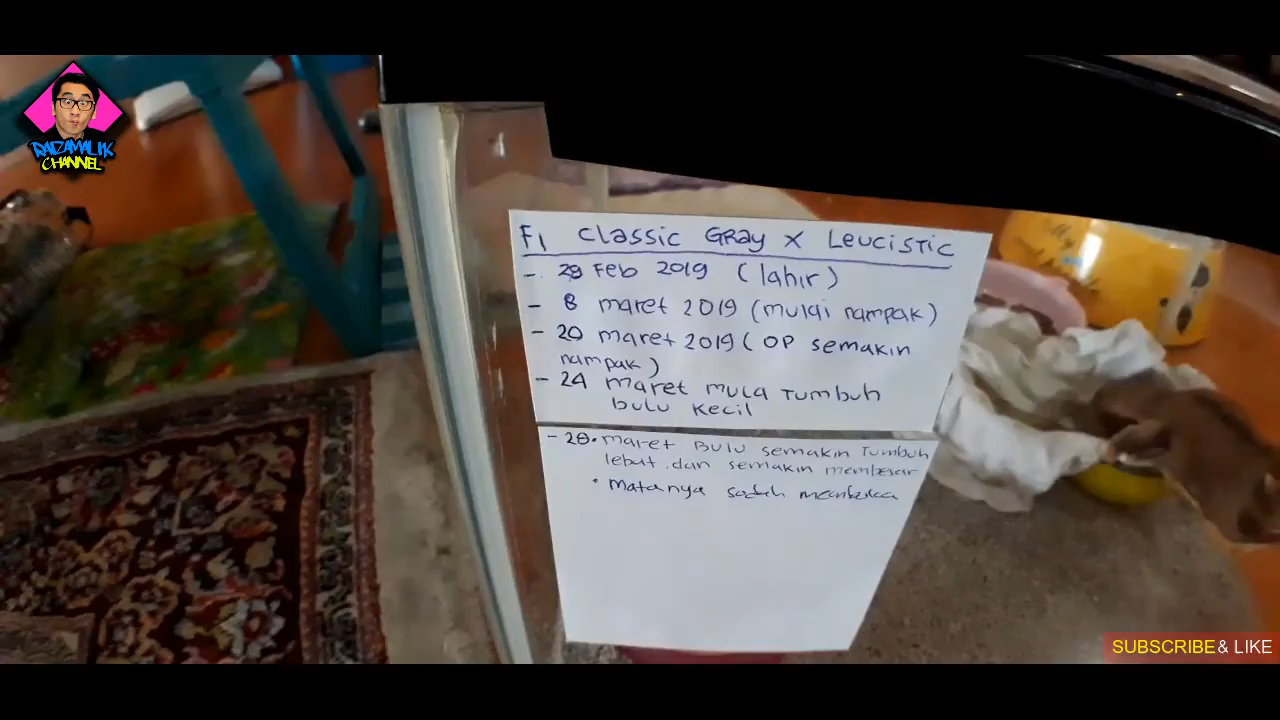 RAIZAMALIK
CHANNEL
F1 Classic Gray X Leucistic
- 29 Feb 2019 (lahir)
- 8 maret 2019 (mulai nampak)
- 20 maret 2019 (OP semakin
nampak)
- 24 maret mula Tumbuh
bulu kecil
- 28 • maret Bulu semakin Tumbuh
lebat dan semakin membesar
• matanya sudah membuka
SUBSCRIBE & LIKE